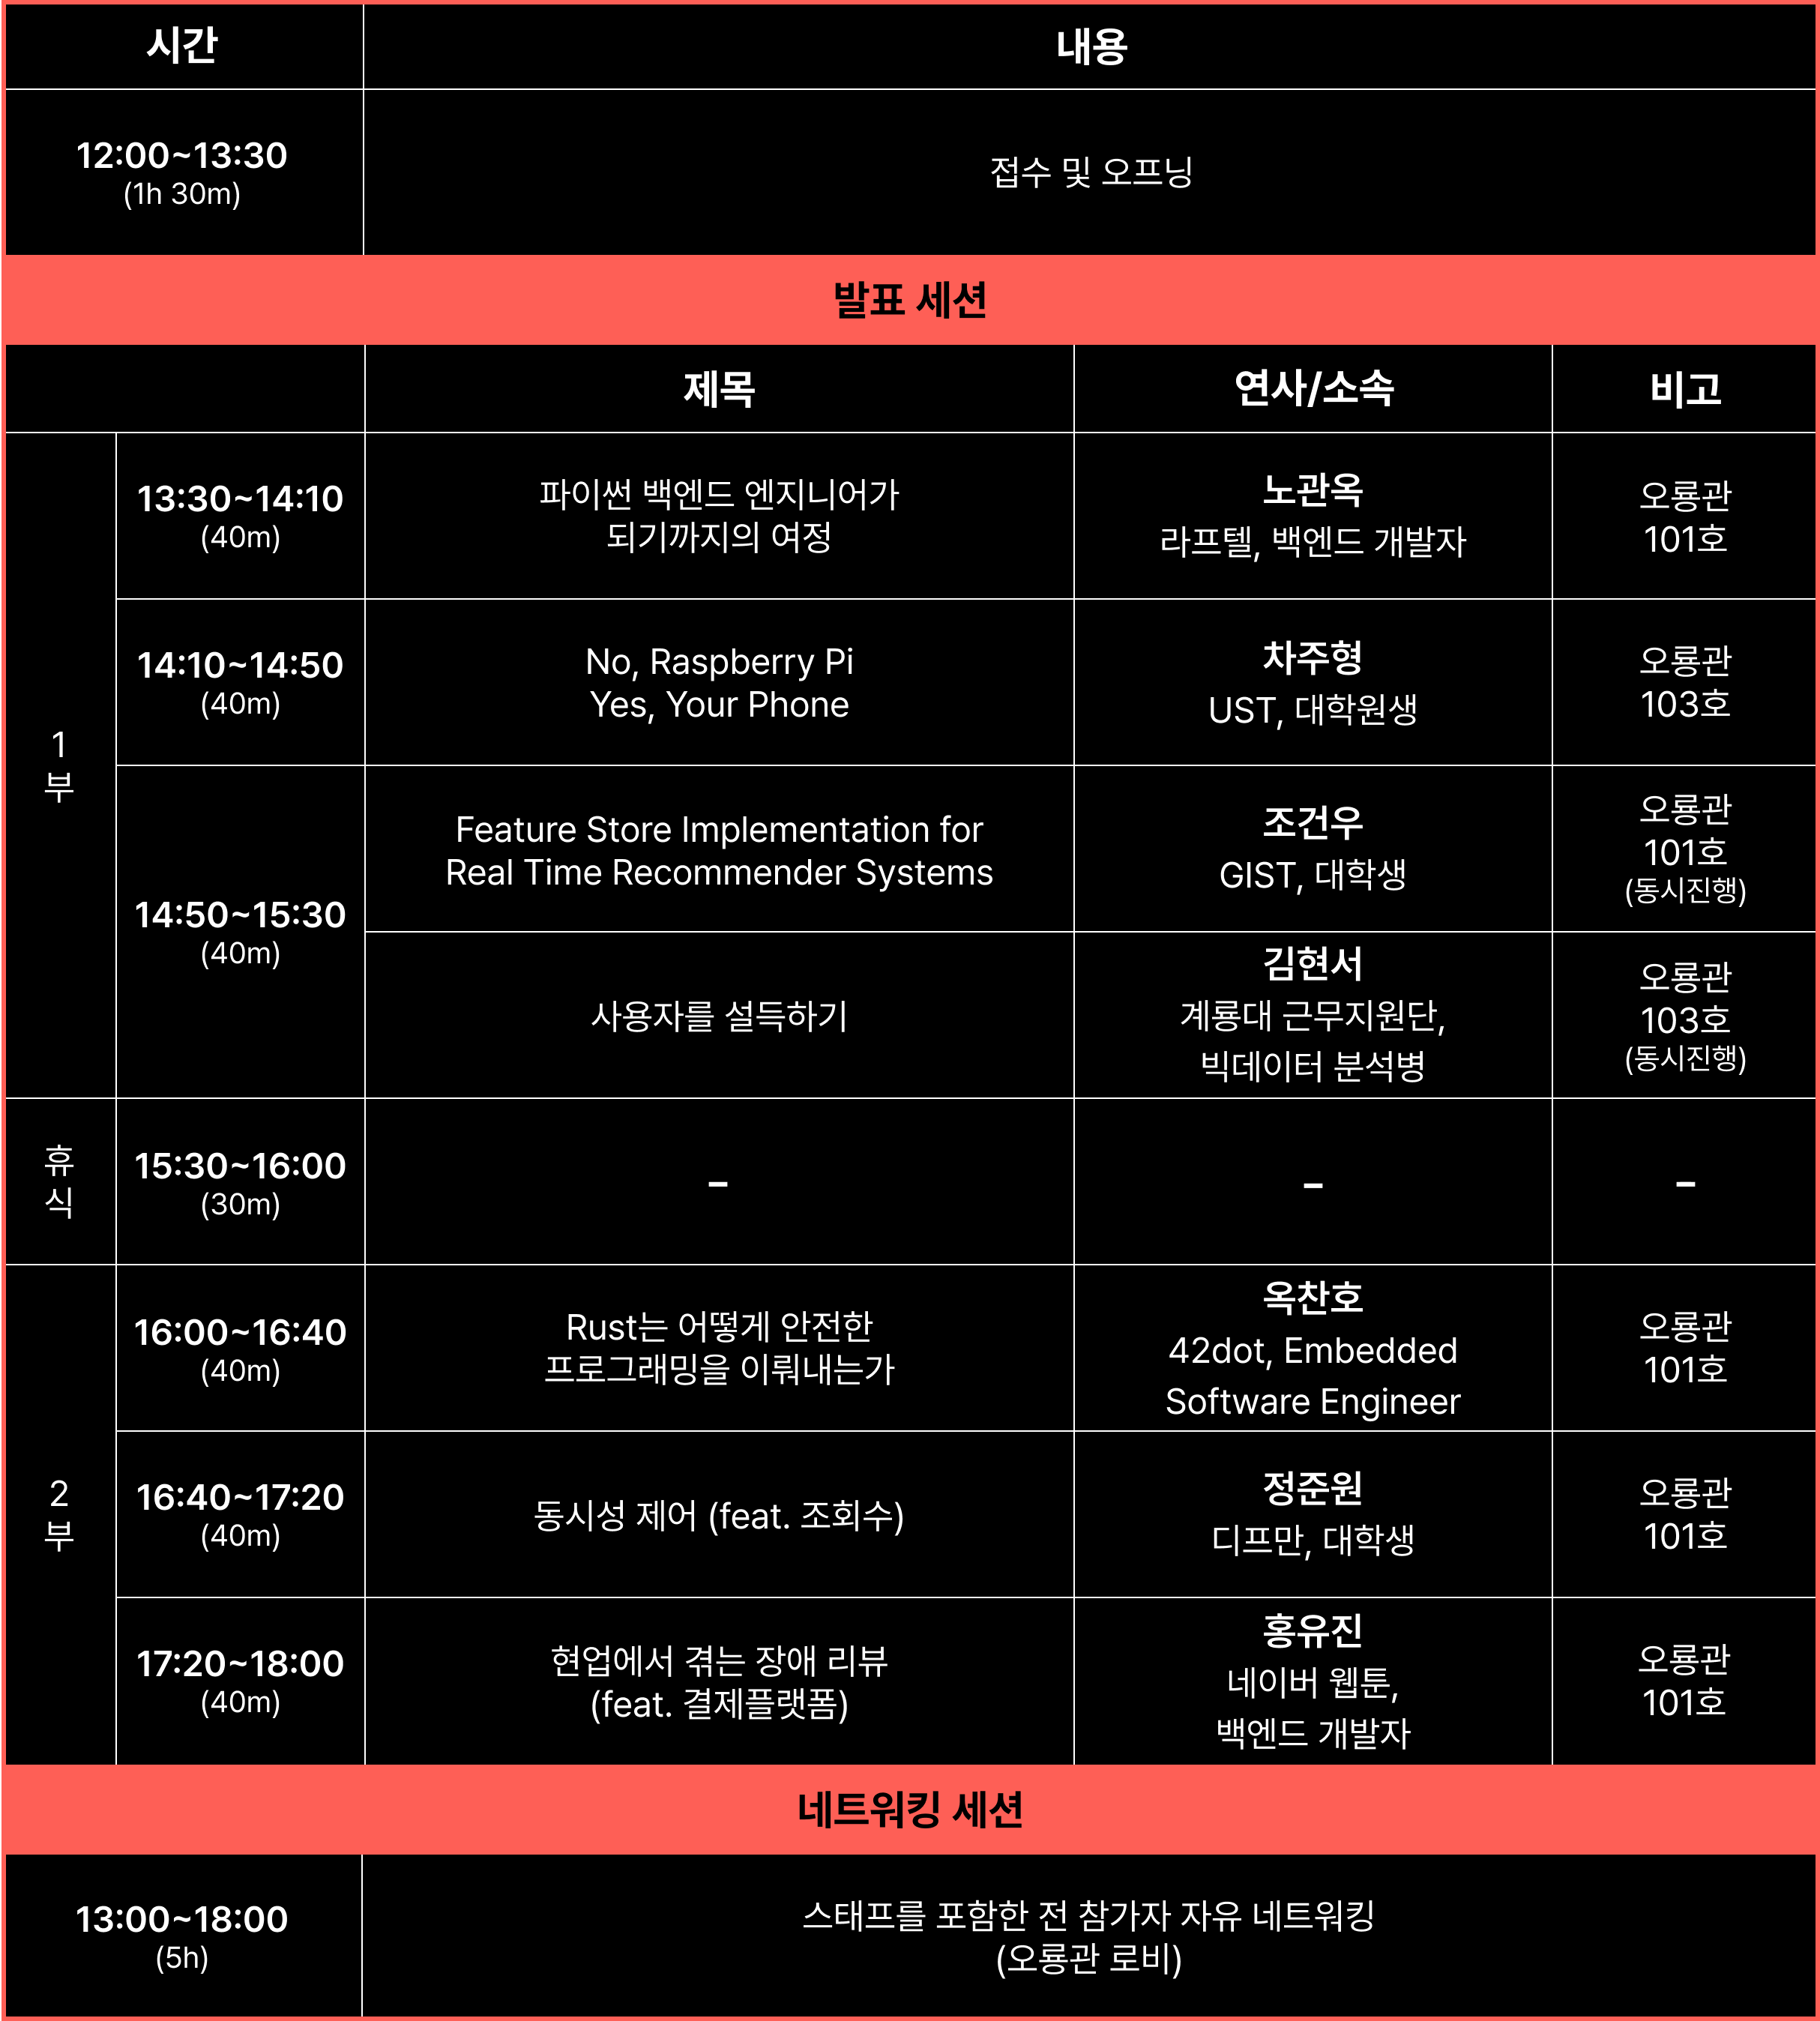 시간
내용
12:00~13:30
(1h 30m)
접수 및 오프닝
발표 세션
제목
연사/소속
비고
1
부
13:30~14:10
(40m)
파이썬 백엔드 엔지니어가
되기까지의 여정
노관옥
라프텔, 백엔드 개발자
오룡관
101호
14:10~14:50
(40m)
No, Raspberry Pi
Yes, Your Phone
차주형
UST, 대학원생
오룡관
103호
14:50~15:30
(40m)
Feature Store Implementation for
Real Time Recommender Systems
조건우
GIST, 대학생
오룡관
101호
(동시진행)
사용자를 설득하기
김현서
계룡대 근무지원단,
빅데이터 분석병
오룡관
103호
(동시진행)
휴
식
15:30~16:00
(30m)
–
–
–
2
부
16:00~16:40
(40m)
Rust는 어떻게 안전한
프로그래밍을 이뤄내는가
옥찬호
42dot, Embedded
Software Engineer
오룡관
101호
16:40~17:20
(40m)
동시성 제어 (feat. 조회수)
정준원
디프만, 대학생
오룡관
101호
17:20~18:00
(40m)
현업에서 겪는 장애 리뷰
(feat. 결제플랫폼)
홍유진
네이버 웹툰,
백엔드 개발자
오룡관
101호
네트워킹 세션
13:00~18:00
(5h)
스태프를 포함한 전 참가자 자유 네트워킹
(오룡관 로비)